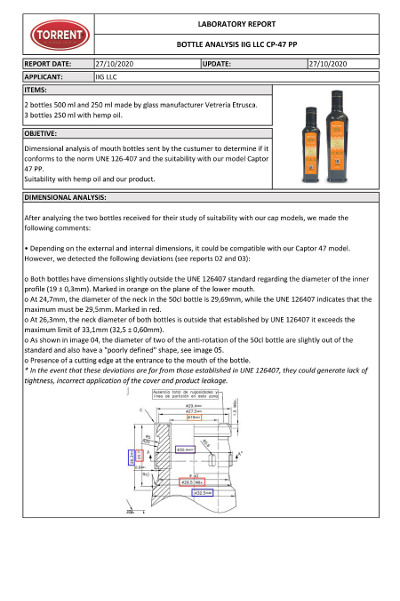 TORRENT
LABORATORY REPORT
BOTTLE ANALYSIS IIG LLC CP-47 PP
REPORT DATE: 27/10/2020 UPDATE: 27/10/2020
APPLICANT: IIG LLC
ITEMS:
2 bottles 500 ml and 250 ml made by glass manufacturer Vetreria Etrusca.
3 bottles 250 ml with hemp oil.
OBJETIVE:
Dimensional analysis of mouth bottles sent by the custumer to determine if it
conforms to the norm UNE 126-407 and the suitability with our model Captor
47 PP.
Suitability with hemp oil and our product.
DIMENSIONAL ANALYSIS:
After analyzing the two bottles received for their study of suitability with our cap models, we made the
following comments:
• Depending on the external and internal dimensions, it could be compatible with our Captor 47 model.
However, we detected the following deviations (see reports 02 and 03):
o Both bottles have dimensions slightly outside the UNE 126407 standard regarding the diameter of the inner
profile (19 ± 0,3mm). Marked in orange on the plane of the lower mouth.
o At 24,7mm, the diameter of the neck in the 50cl bottle is 29,69mm, while the UNE 126407 indicates that the
maximum must be 29,5mm. Marked in red.
o At 26,3mm, the neck diameter of both bottles is outside that established by UNE 126407 it exceeds the
maximum limit of 33,1mm (32,5 ± 0,60mm).
o As shown in image 04, the diameter of two of the anti-rotation of the 50cl bottle are slightly out of the
standard and also have a "poorly defined" shape, see image 05.
o Presence of a cutting edge at the entrance to the mouth of the bottle.
* In the event that these deviations are far from those established in UNE 126407, they could generate lack of
tightness, incorrect application of the cover and product leakage.
Ausencia total de rugosidades y
línea de partición en esta zona